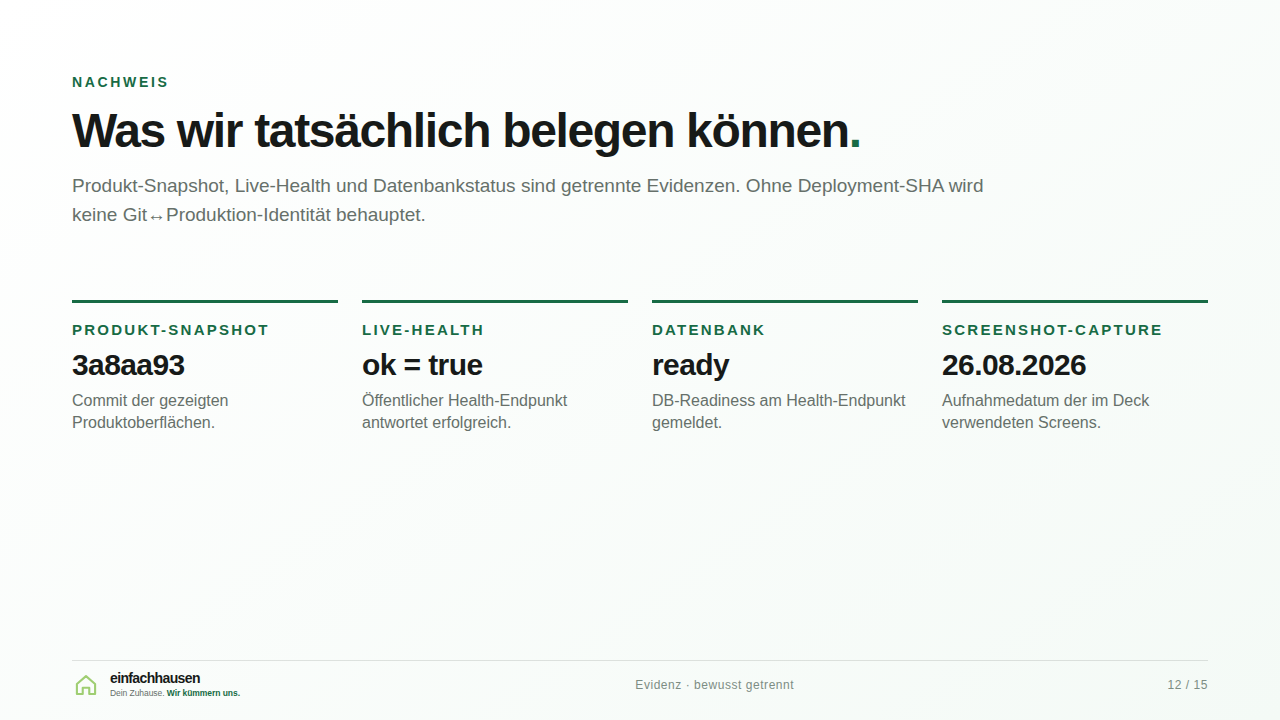 NACHWEIS
Was wir tatsächlich belegen können.
Produkt-Snapshot, Live-Health und Datenbankstatus sind getrennte Evidenzen. Ohne Deployment-SHA wird
keine Git↔Produktion-Identität behauptet.
PRODUKT-SNAPSHOT
3a8aa93
Commit der gezeigten
Produktoberflächen.
LIVE-HEALTH
ok = true
Öffentlicher Health-Endpunkt
antwortet erfolgreich.
DATENBANK
ready
DB-Readiness am Health-Endpunkt
gemeldet.
SCREENSHOT-CAPTURE
26.08.2026
Aufnahmedatum der im Deck
verwendeten Screens.
einfachhausen
Dein Zuhause. Wir kümmern uns.
Evidenz · bewusst getrennt
12 / 15